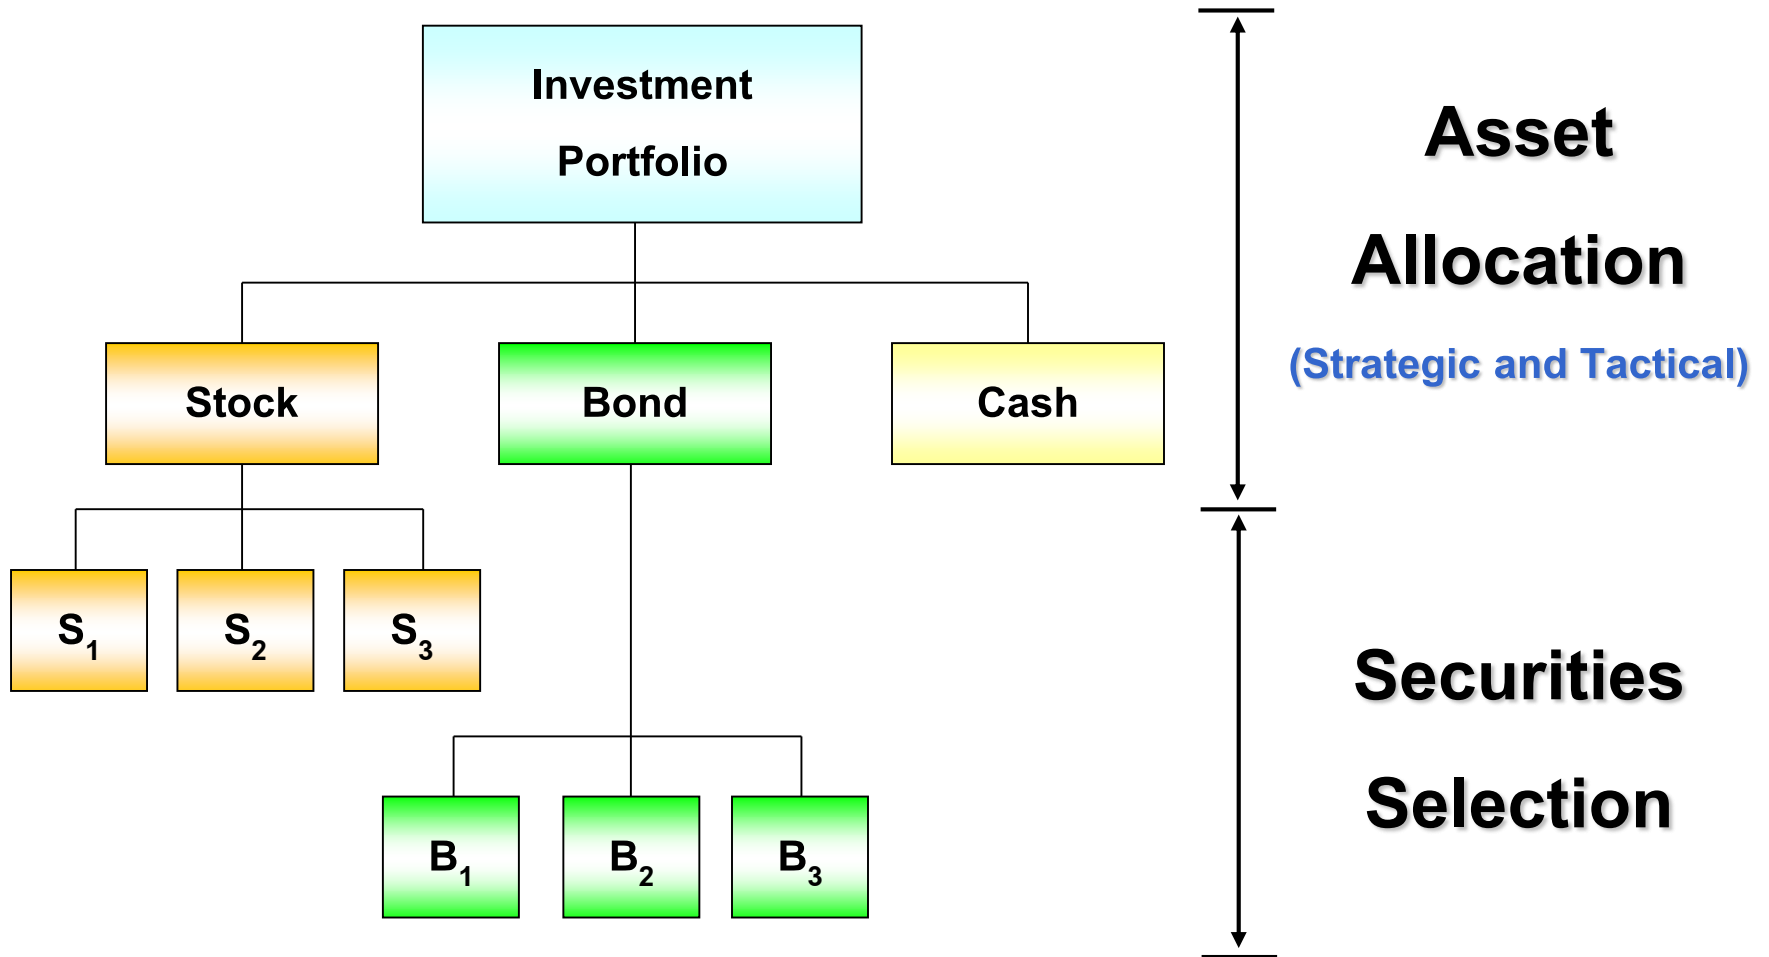 Investment
Portfolio
Asset
Allocation
(Strategic and Tactical)
Stock
Bond
Cash
S1
S2
S3
Securities
Selection
B1
B2
B3